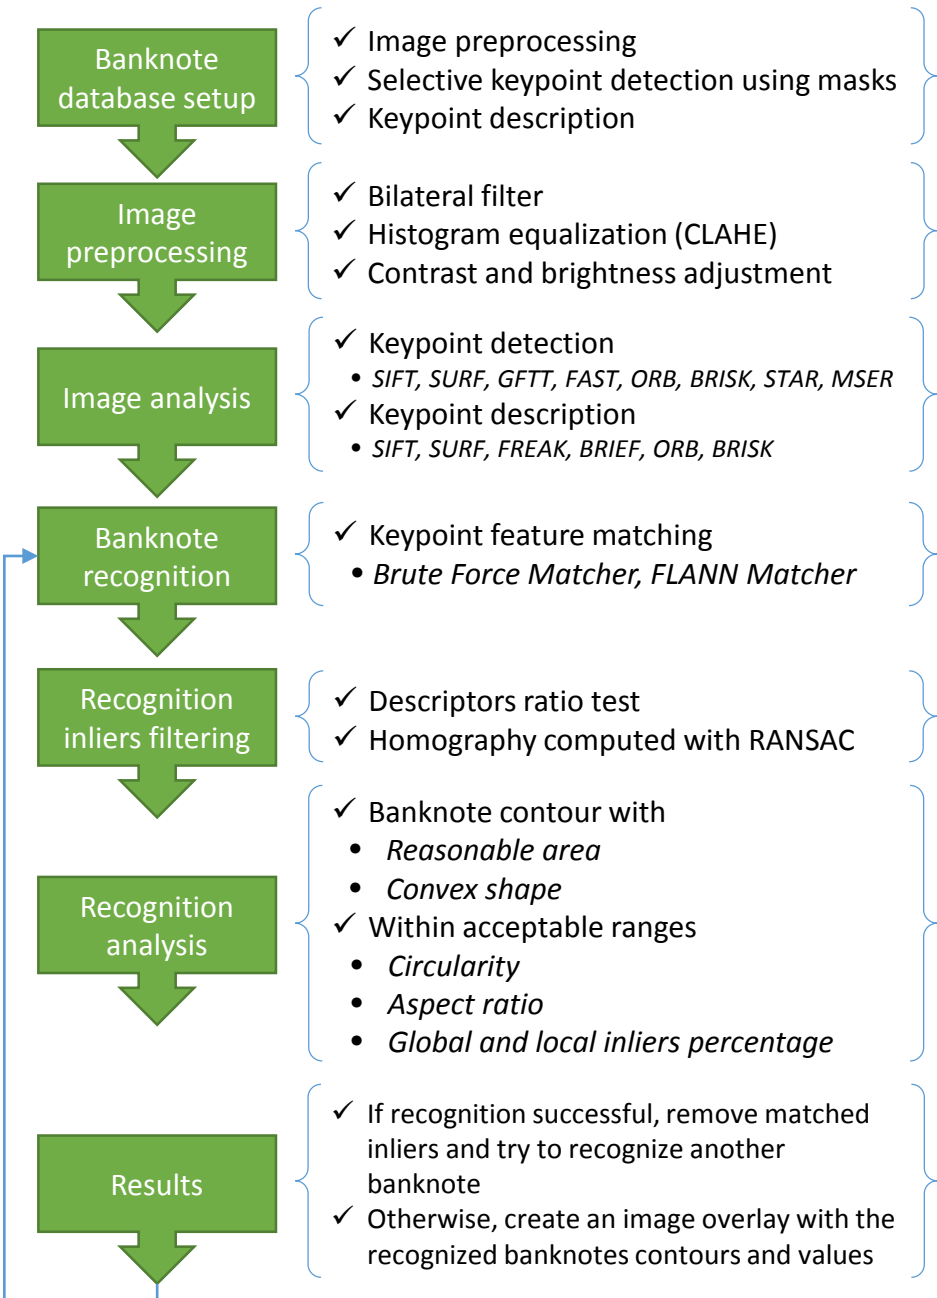 Banknote
database setup
✓ Image preprocessing
✓ Selective keypoint detection using masks
✓ Keypoint description
Image
preprocessing
✓ Bilateral filter
✓ Histogram equalization (CLAHE)
✓ Contrast and brightness adjustment
Image analysis
✓ Keypoint detection
• SIFT, SURF, GFTT, FAST, ORB, BRISK, STAR, MSER
✓ Keypoint description
• SIFT, SURF, FREAK, BRIEF, ORB, BRISK
Banknote
recognition
✓ Keypoint feature matching
• Brute Force Matcher, FLANN Matcher
Recognition
inliers filtering
✓ Descriptors ratio test
✓ Homography computed with RANSAC
Recognition
analysis
✓ Banknote contour with
• Reasonable area
• Convex shape
✓ Within acceptable ranges
• Circularity
• Aspect ratio
• Global and local inliers percentage
Results
✓ If recognition successful, remove matched
inliers and try to recognize another
banknote
✓ Otherwise, create an image overlay with the
recognized banknotes contours and values